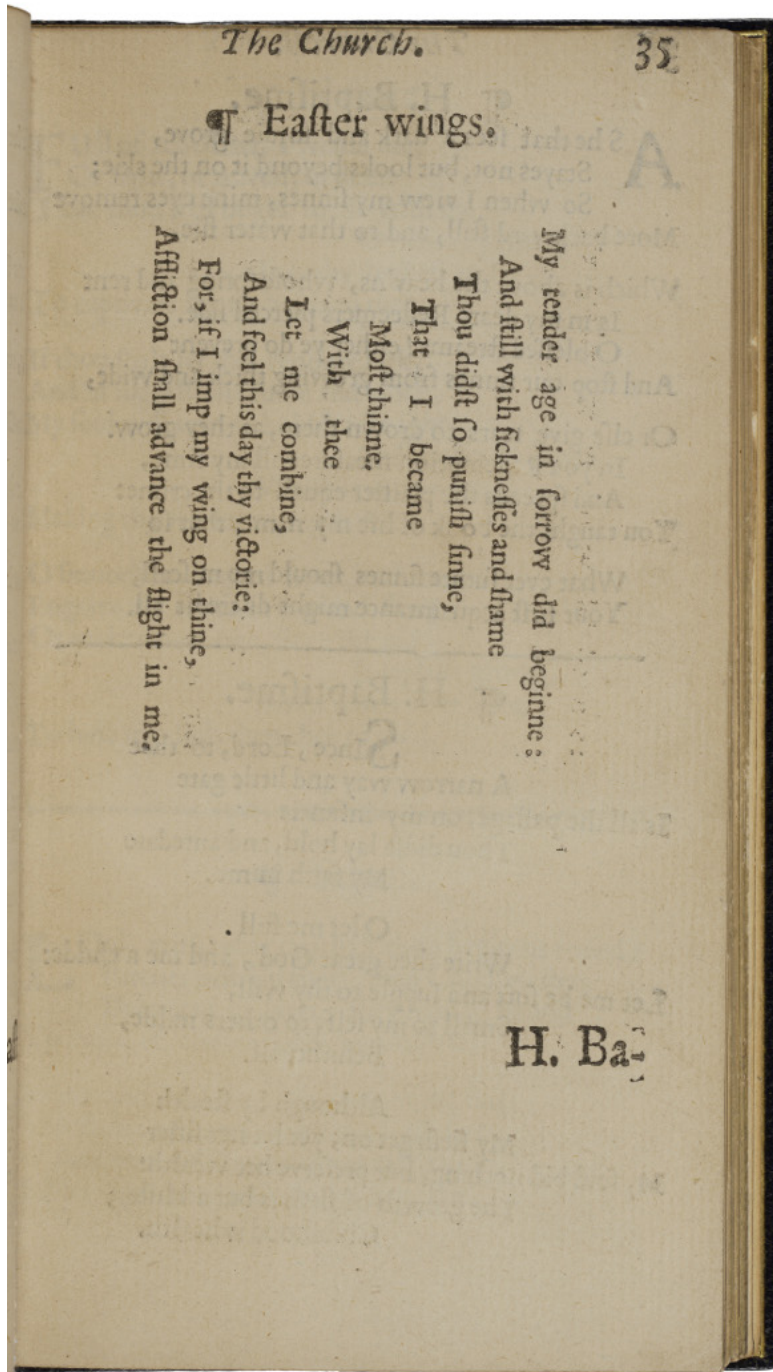 The Church.
35
¶ Eaſter wings.
My tender age in ſorrow did beginne:
And ſtill with ſickneſſes and ſhame
Thou didſt ſo puniſh ſinne,
That I became
Moſt thinne.
With thee
Let me combine,
And feel this day thy victorie:
For, if I imp my wing on thine,
Affliction ſhall advance the flight in me.
H. Ba-